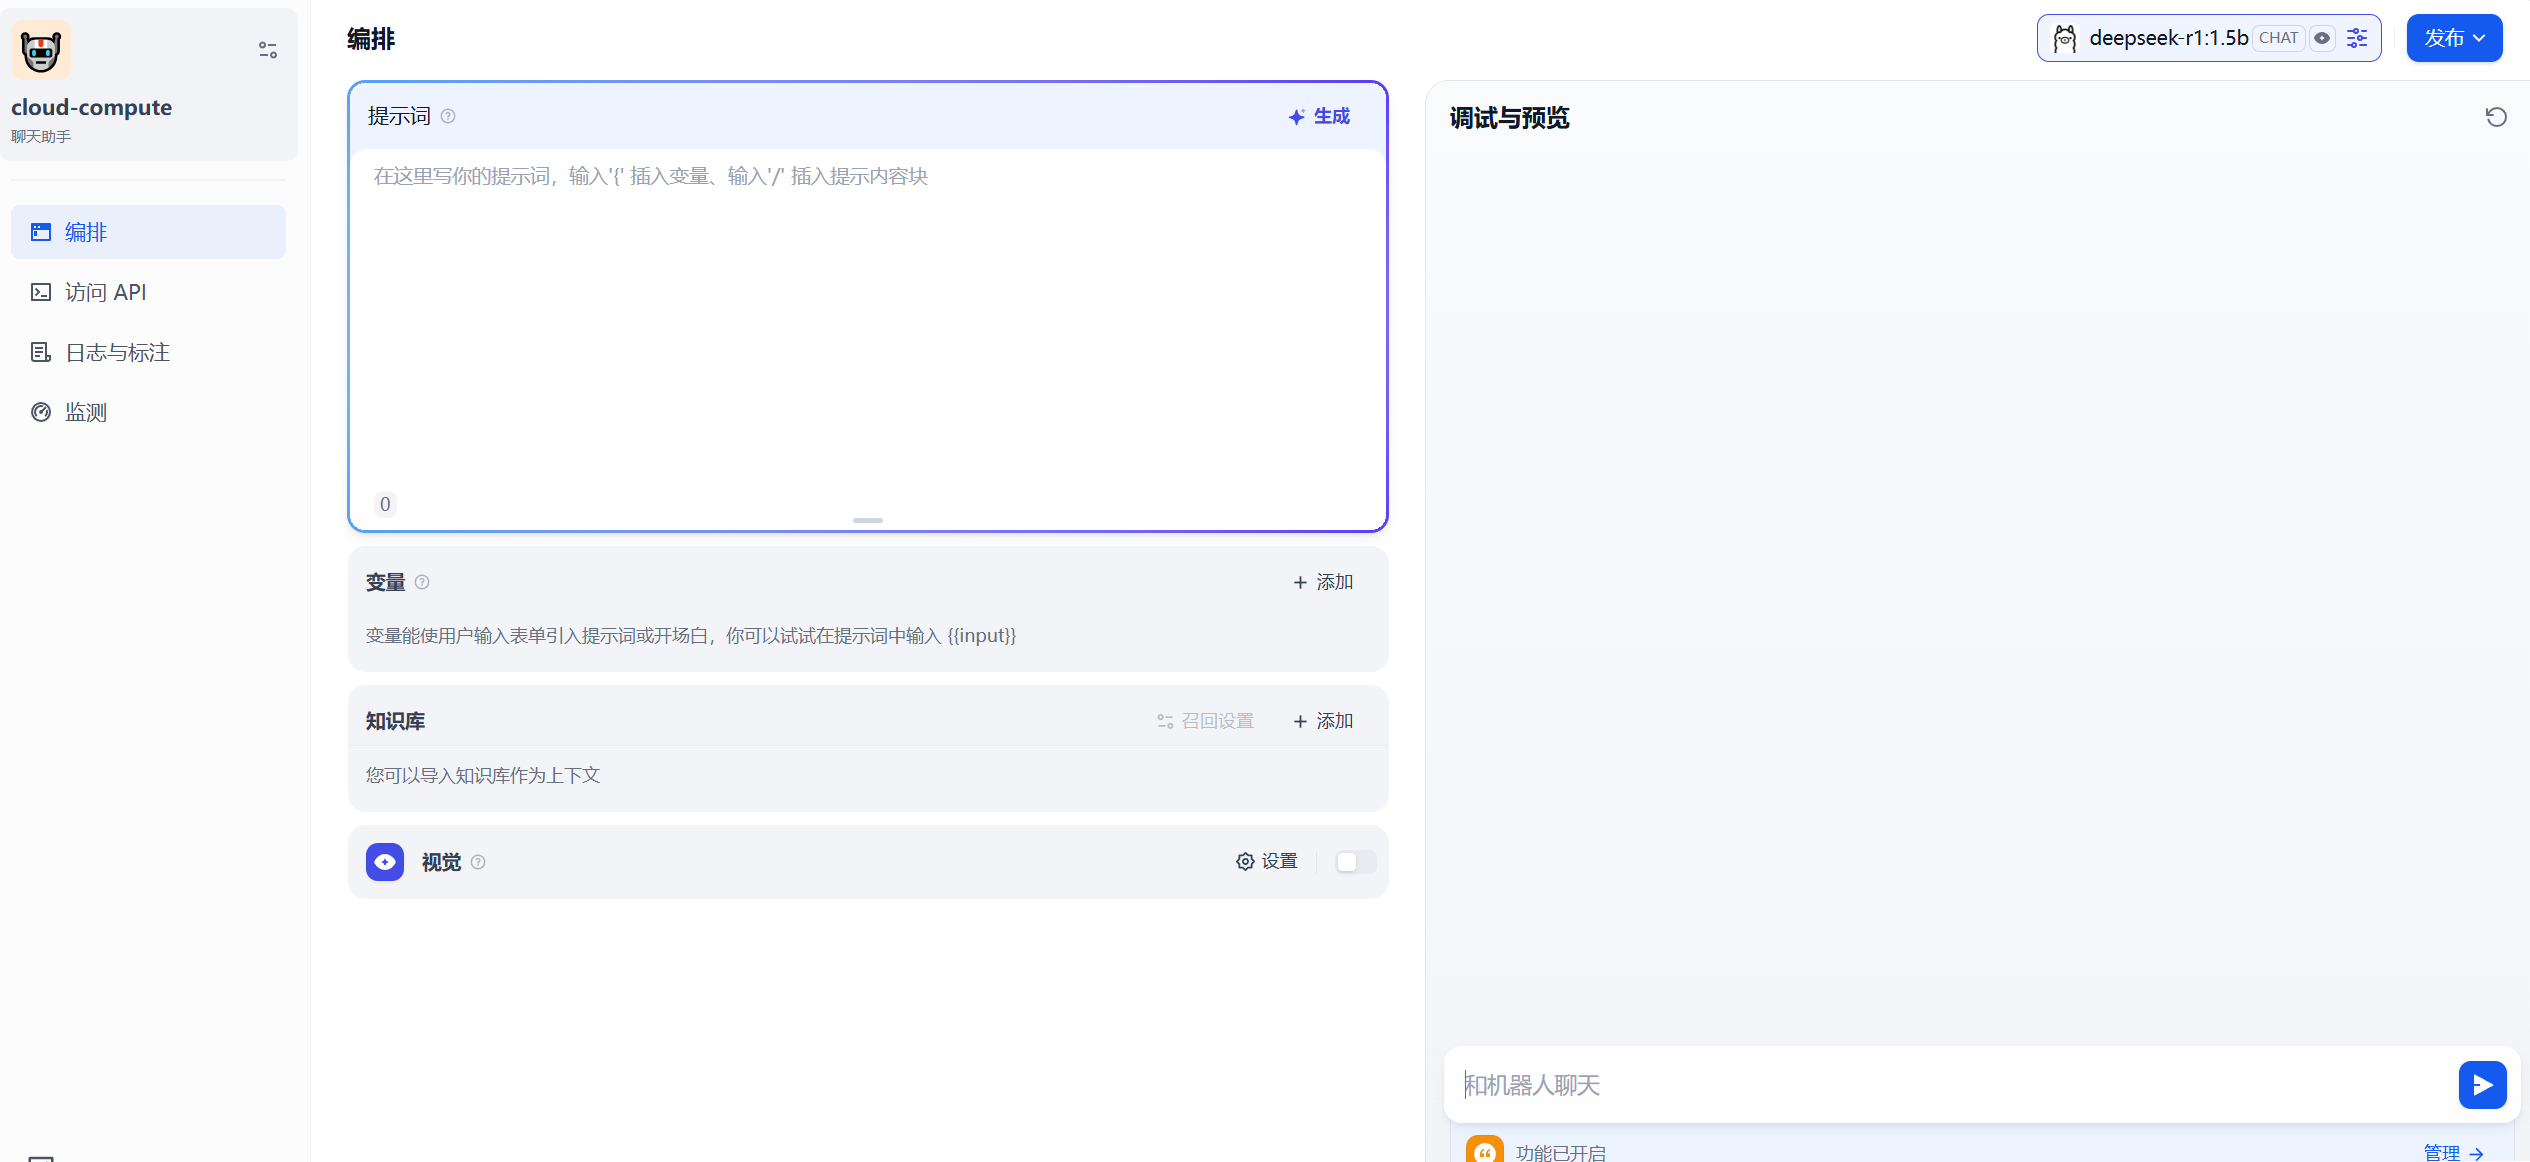 cloud-compute
聊天助手
编排
访问 API
日志与标注
监测
编排
deepseek-r1:1.5b CHAT
发布
提示词
生成
在这里写你的提示词，输入'{' 插入变量、输入'/' 插入提示内容块
0
变量
+ 添加
变量能使用户输入表单引入提示词或开场白，你可以试试在提示词中输入 {{input}}
知识库
召回设置
+ 添加
您可以导入知识库作为上下文
视觉
设置
调试与预览
和机器人聊天
功能已开启
管理 →